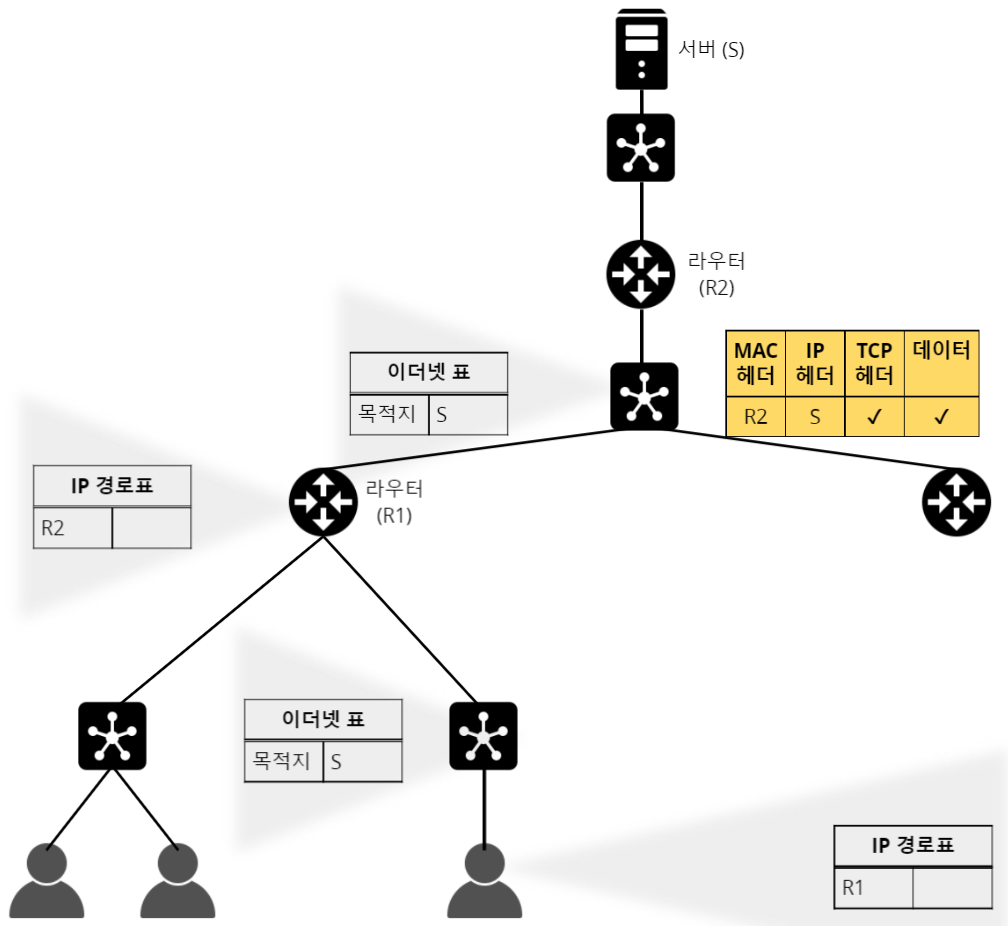 서버 (S)
라우터
(R2)
MAC
헤더
IP
헤더
TCP
헤더
데이터
R2
S
✓
✓
이더넷 표
목적지
S
IP 경로표
R2
라우터
(R1)
이더넷 표
목적지
S
IP 경로표
R1